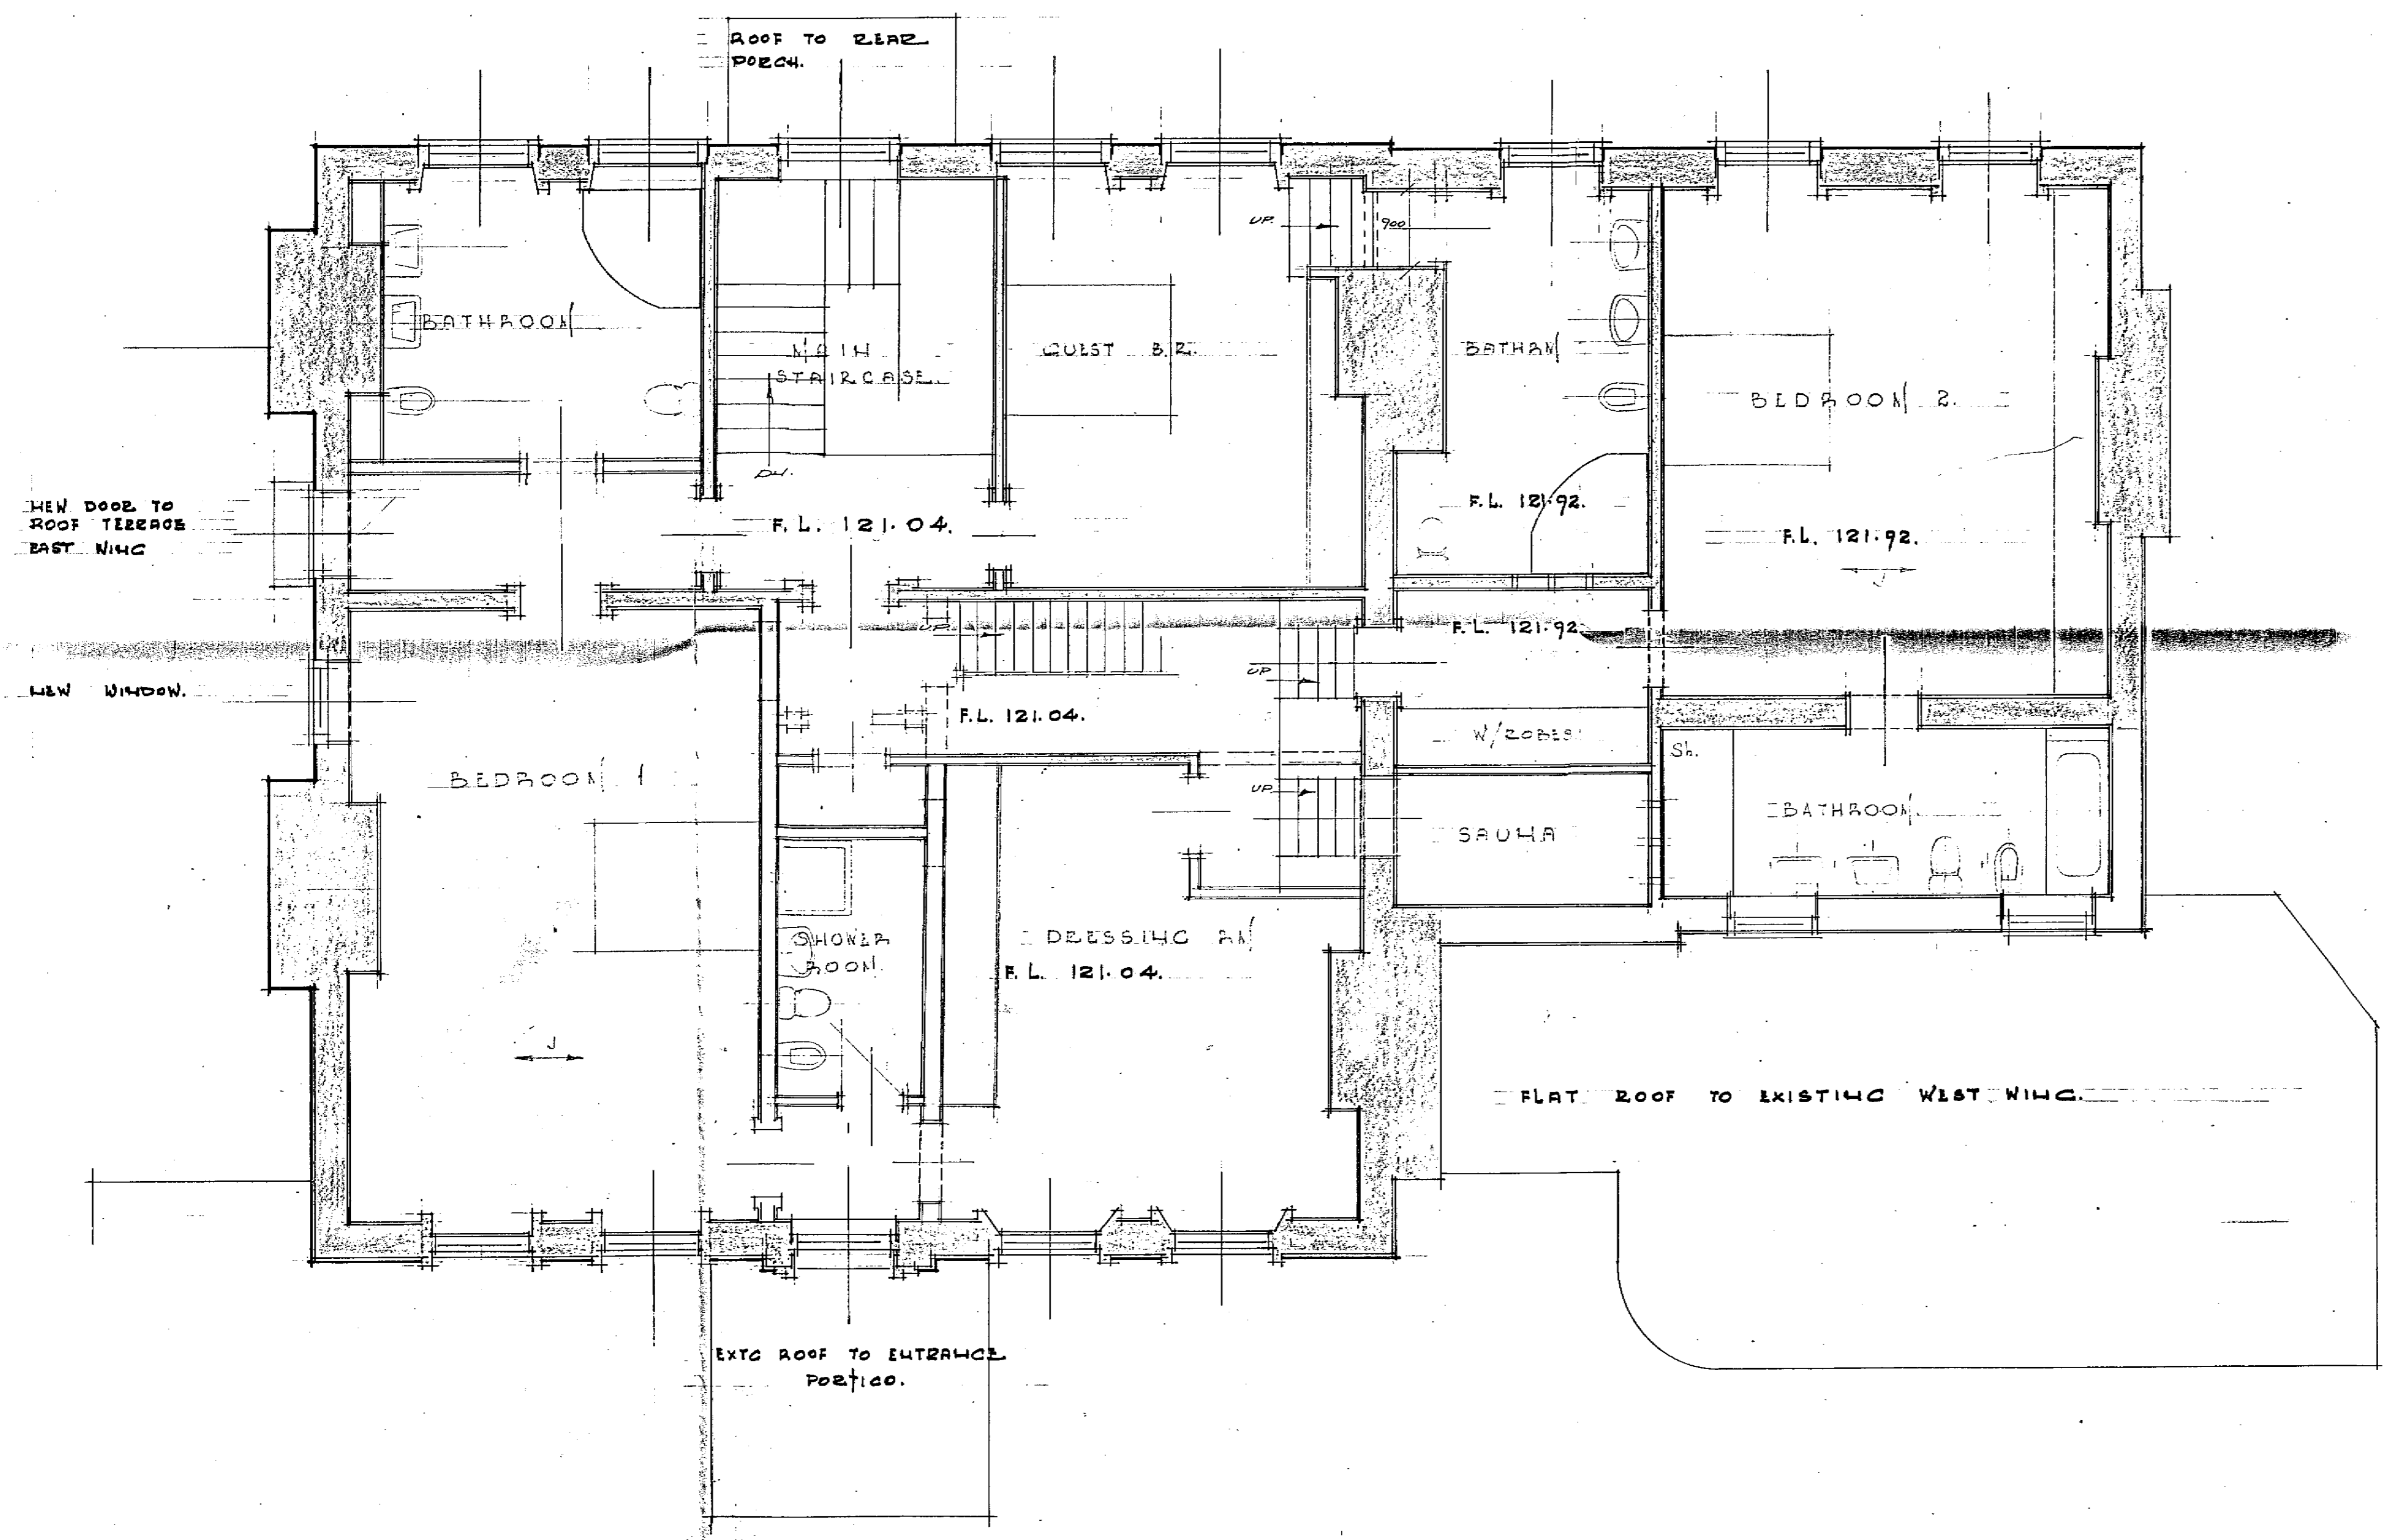 ROOF TO REAR
PORCH.
UP.
900
BATHROOM
MAIN
STAIRCASE.
GUEST B.R.
BATHRM
BEDROOM 2.
DN.
F.L. 121.92.
NEW DOOR TO
ROOF TERRACE
EAST WING
F.L. 121.04.
F.L. 121.92.
J
UP.
F.L. 121.92.
UP
NEW WINDOW.
F.L. 121.04.
W/ROBES
Sh.
BEDROOM 1
UP.
SAUNA
BATHROOM
SHOWER
ROOM.
DRESSING RM
F.L. 121.04.
J
FLAT ROOF TO EXISTING WEST WING.
EXTG ROOF TO ENTRANCE
PORTICO.